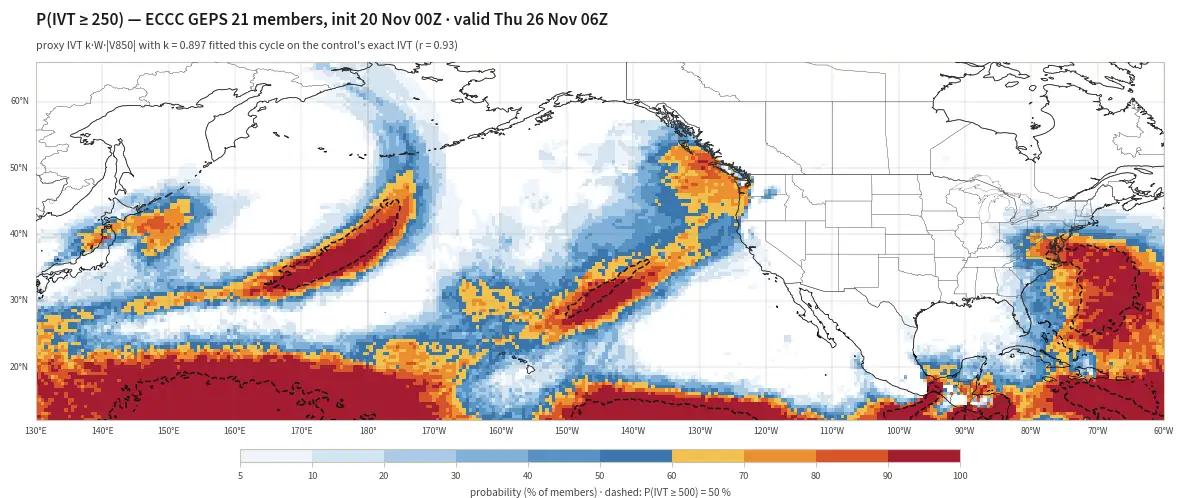 P(IVT ≥ 250) — ECCC GEPS 21 members, init 20 Nov 00Z · valid Thu 26 Nov 06Z
proxy IVT k·W·|V850| with k = 0.897 fitted this cycle on the control's exact IVT (r = 0.93)
60°N
50°N
40°N
30°N
20°N
130°E 140°E 150°E 160°E 170°E 180° 170°W 160°W 150°W 140°W 130°W 120°W 110°W 100°W 90°W 80°W 70°W 60°W
5 10 20 30 40 50 60 70 80 90 100
probability (% of members) · dashed: P(IVT ≥ 500) = 50 %